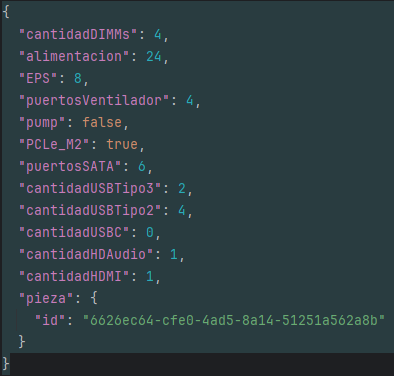 {
  "cantidadDIMMs": 4,
  "alimentacion": 24,
  "EPS": 8,
  "puertosVentilador": 4,
  "pump": false,
  "PCLe_M2": true,
  "puertosSATA": 6,
  "cantidadUSBTipo3": 2,
  "cantidadUSBTipo2": 4,
  "cantidadUSBC": 0,
  "cantidadHDAudio": 1,
  "cantidadHDMI": 1,
  "pieza": {
    "id": "6626ec64-cfe0-4ad5-8a14-51251a562a8b"
  }
}